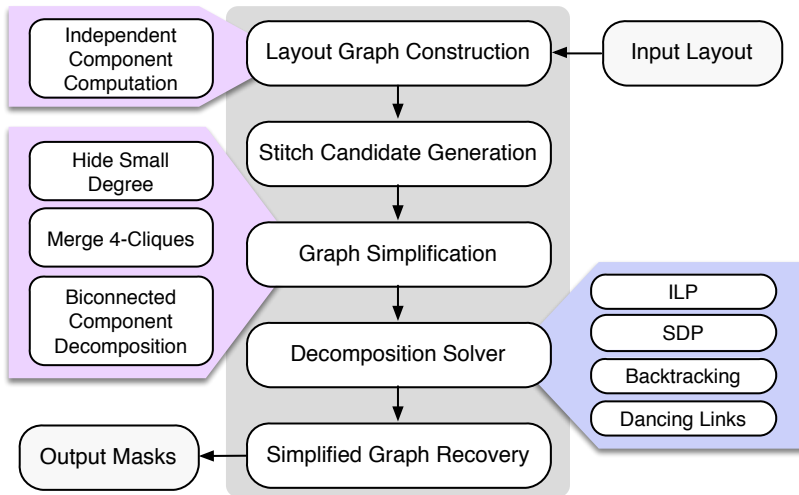 Independent
Component
Computation
Layout Graph Construction
Input Layout
Stitch Candidate Generation
Hide Small
Degree
Merge 4-Cliques
Biconnected
Component
Decomposition
Graph Simplification
Decomposition Solver
ILP
SDP
Backtracking
Dancing Links
Simplified Graph Recovery
Output Masks